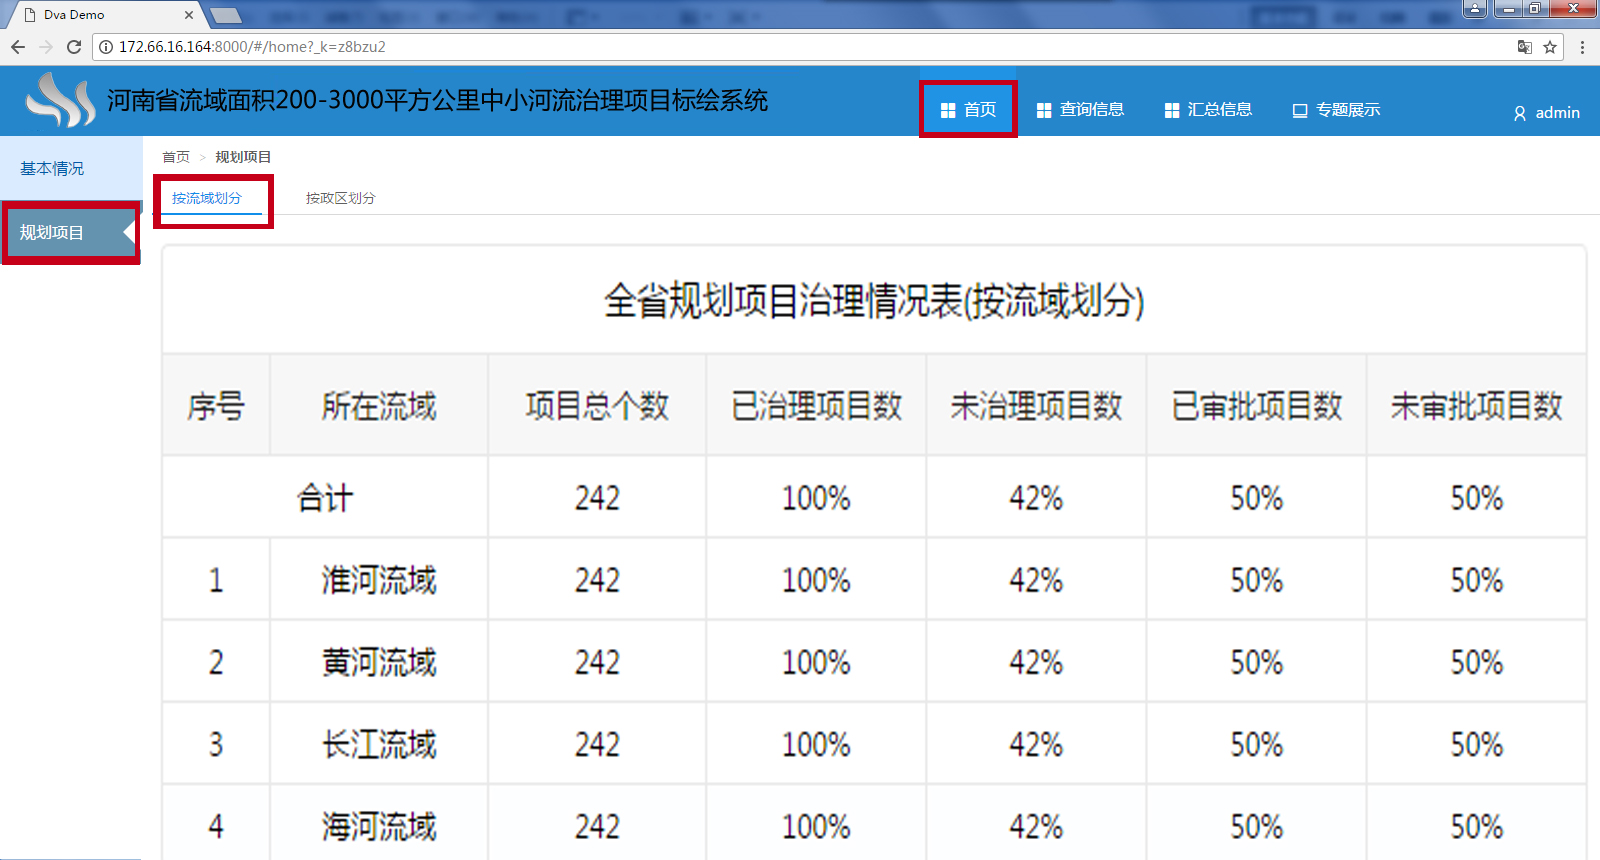 Dva Demo
172.66.16.164:8000/#/home?_k=z8bzu2
河南省流域面积200-3000平方公里中小河流治理项目标绘系统
首页 查询信息 汇总信息 专题展示 admin
基本情况
规划项目
首页 > 规划项目
按流域划分 按政区划分
全省规划项目治理情况表(按流域划分)
序号 所在流域 项目总个数 已治理项目数 未治理项目数 已审批项目数 未审批项目数
合计 242 100% 42% 50% 50%
1 淮河流域 242 100% 42% 50% 50%
2 黄河流域 242 100% 42% 50% 50%
3 长江流域 242 100% 42% 50% 50%
4 海河流域 242 100% 42% 50% 50%